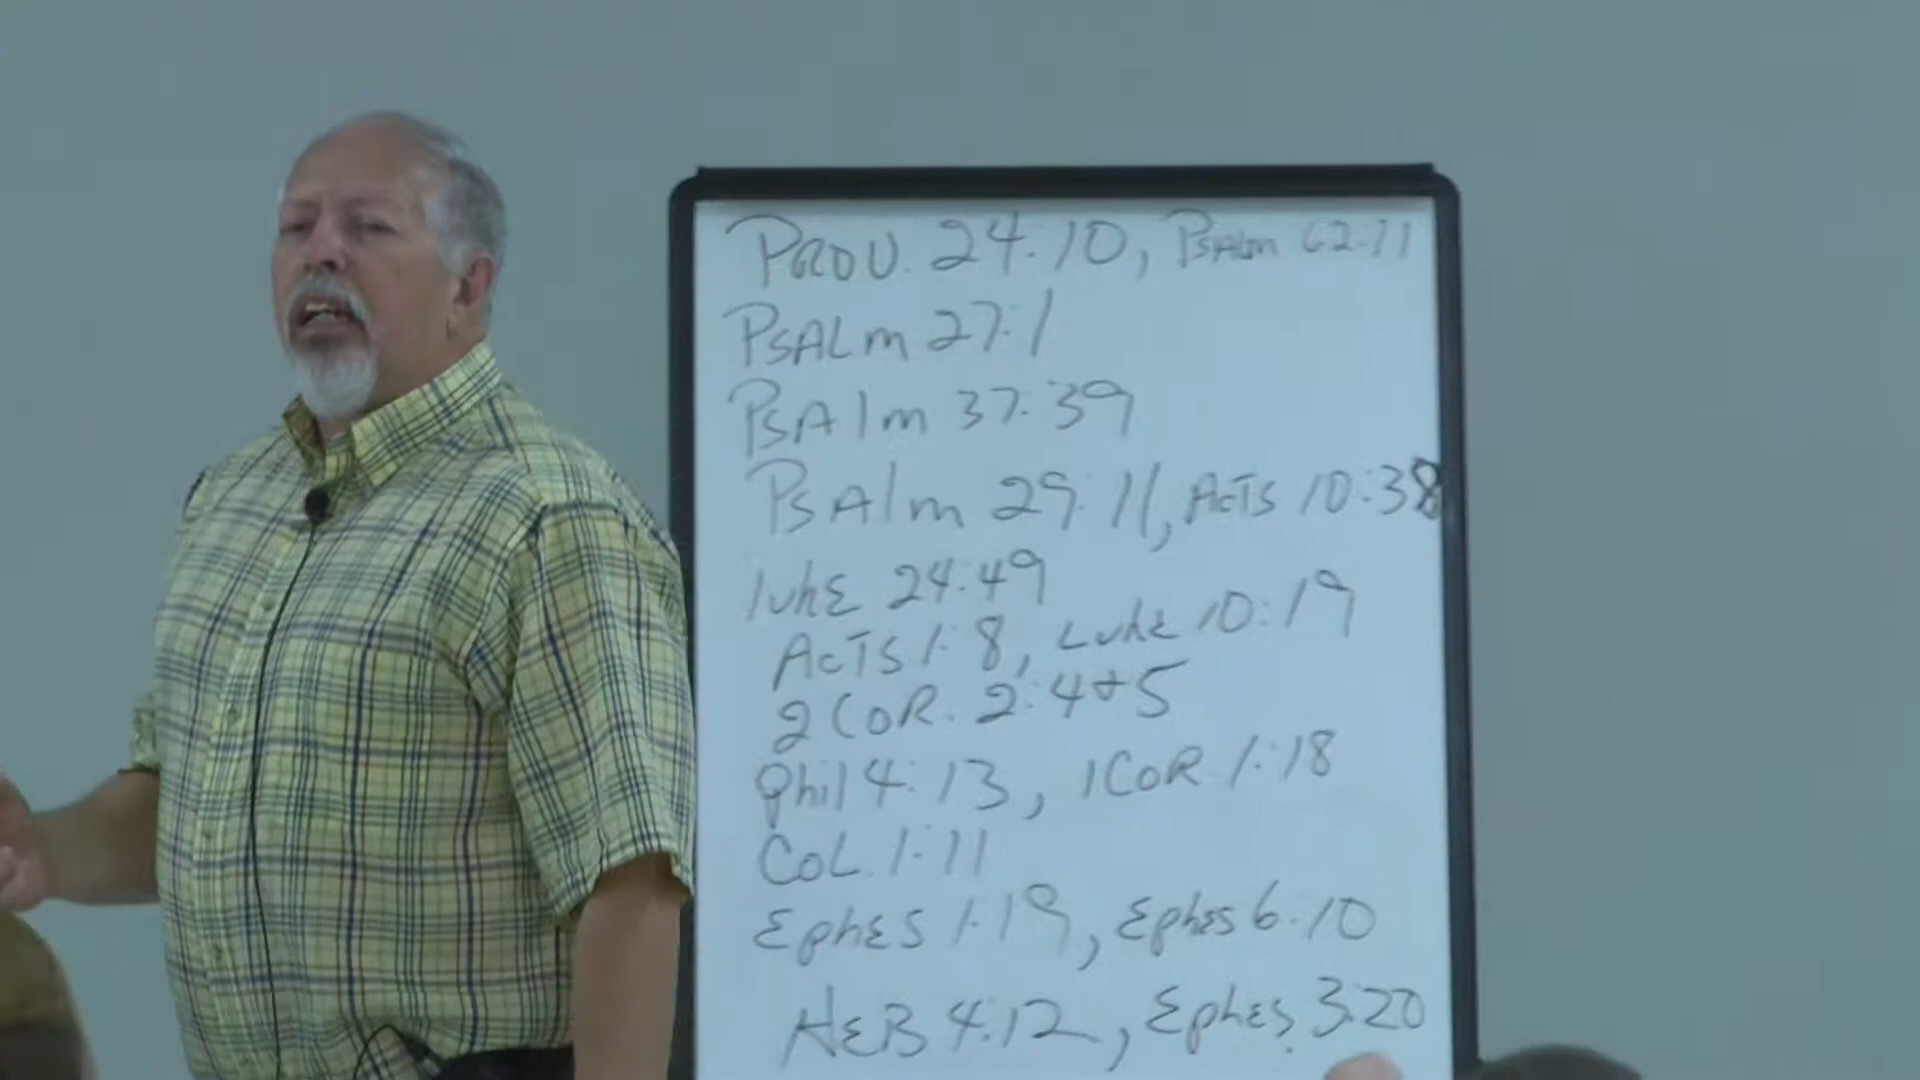 PROV. 24:10, PSAlm 62:11
PSALm 27:1
PSAlm 37:39
PSAlm 29:11, ACTS 10:38
luke 24:49
ACTS 1:8, Luke 10:19
2 COR. 2:4+5
Phil 4:13, 1COR 1:18
COL. 1:11
EphES 1:19, Ephes 6:10
HEB 4:12, Ephes. 3:20